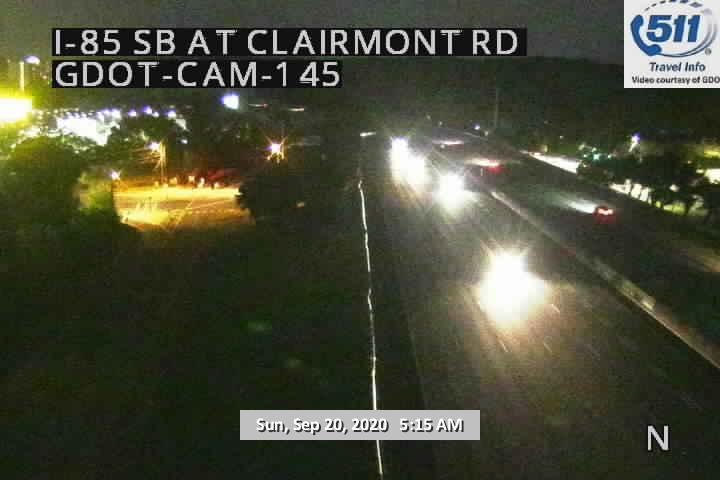 I-85 SB AT CLAIRMONT RD
GDOT-CAM-145
511
Travel Info
Video courtesy of GDO
Sun, Sep 20, 2020 5:15 AM
N